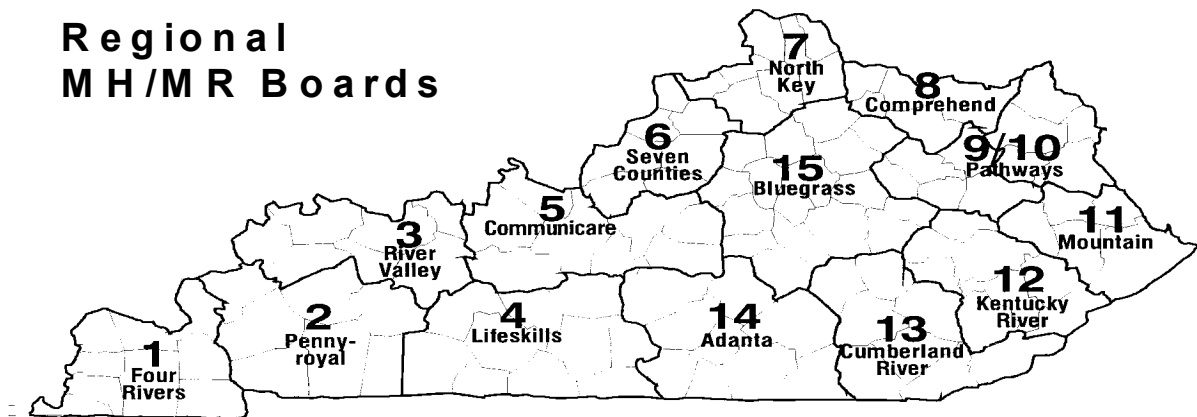 Regional
MH/MR Boards
7
North
Key
8
Comprehend
6
Seven
Counties
9/10
Pathways
15
Bluegrass
5
Communicare
11
Mountain
3
River
Valley
12
Kentucky
River
2
Penny-
royal
4
Lifeskills
14
Adanta
13
Cumberland
River
1
Four
Rivers